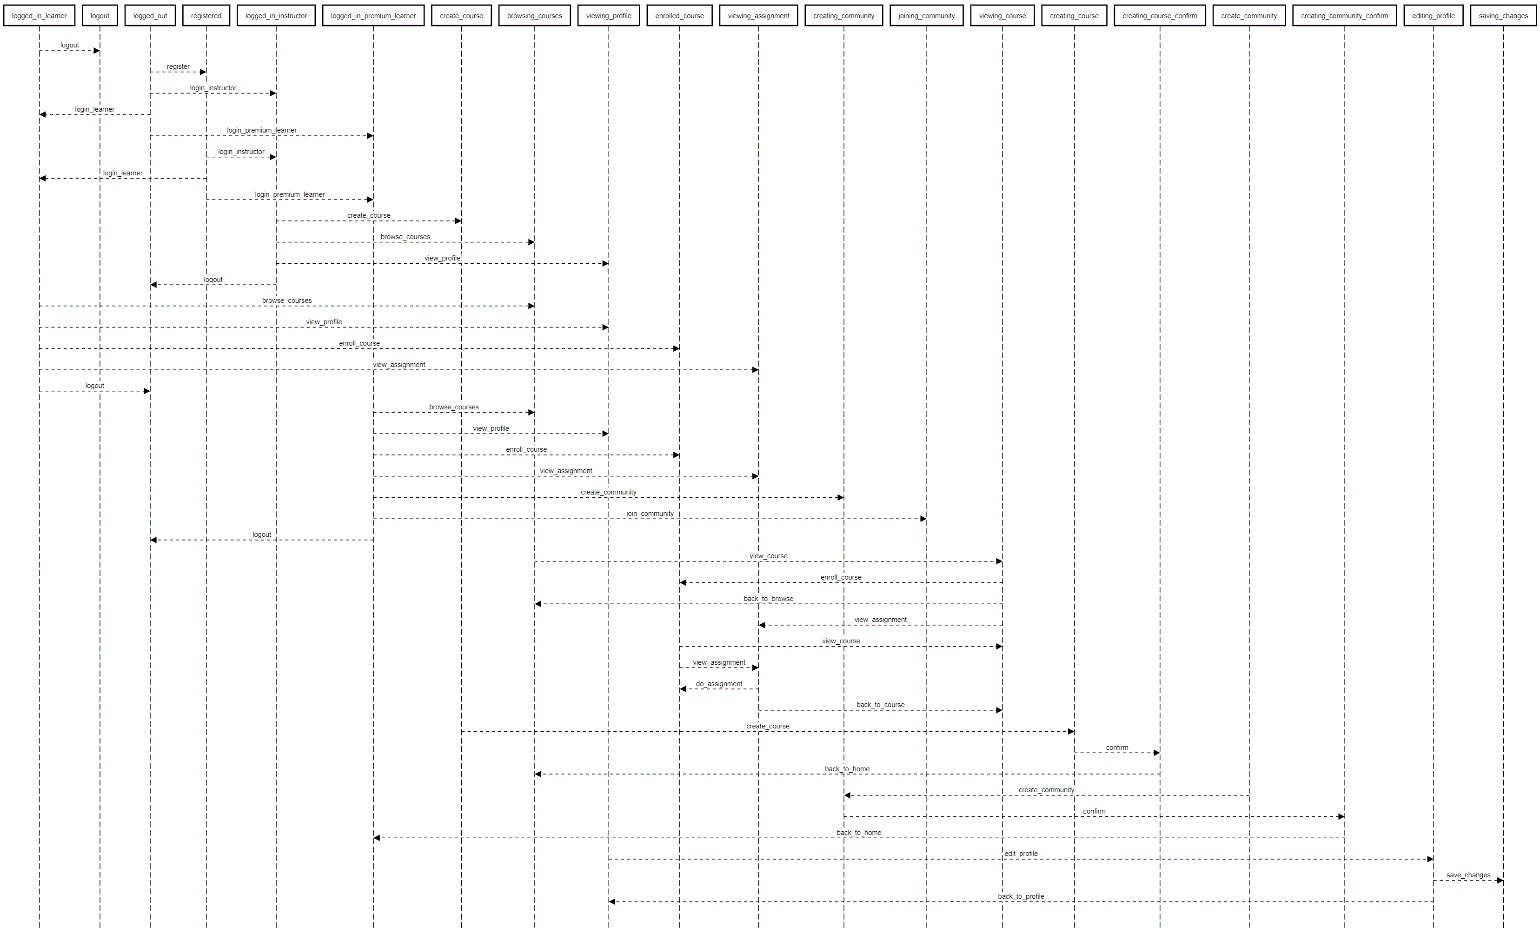 logged_in_learner logout logged_out registered logged_in_instructor logged_in_premium_learner create_course browsing_courses viewing_profile enrolled_course viewing_assignment creating_community joining_community viewing_course creating_course creating_course_confirm create_community creating_community_confirm editing_profile saving_changes
logout
register
login_instructor
login_learner
login_premium_learner
login_instructor
login_learner
login_premium_learner
create_course
browse_courses
view_profile
logout
browse_courses
view_profile
enroll_course
view_assignment
logout
browse_courses
view_profile
enroll_course
view_assignment
create_community
join_community
logout
view_course
enroll_course
back_to_browse
view_assignment
view_course
view_assignment
do_assignment
back_to_course
create_course
confirm
back_to_home
create_community
confirm
back_to_home
edit_profile
save_changes
back_to_profile